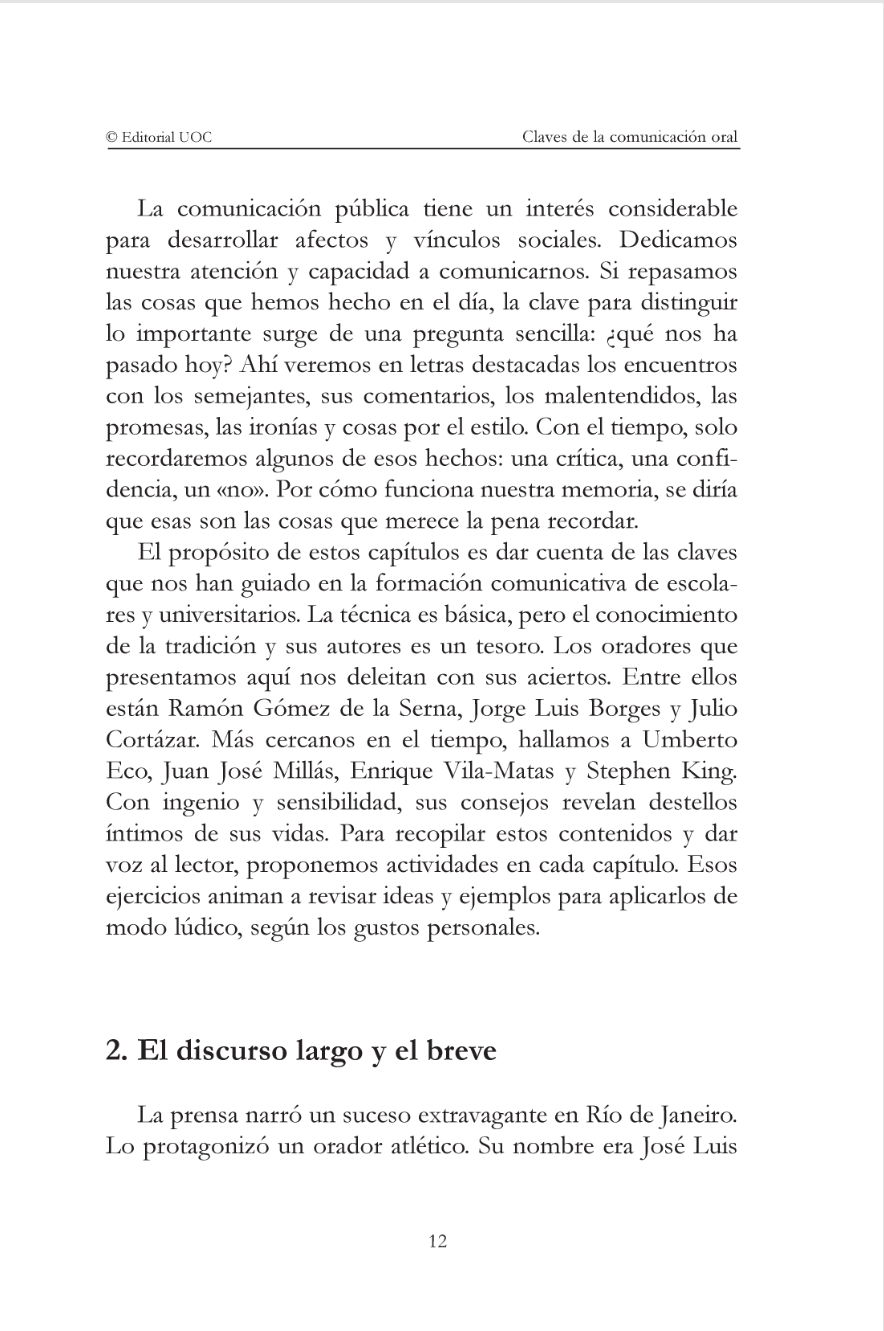 © Editorial UOC Claves de la comunicación oral
La comunicación pública tiene un interés considerable
para desarrollar afectos y vínculos sociales. Dedicamos
nuestra atención y capacidad a comunicarnos. Si repasamos
las cosas que hemos hecho en el día, la clave para distinguir
lo importante surge de una pregunta sencilla: ¿qué nos ha
pasado hoy? Ahí veremos en letras destacadas los encuentros
con los semejantes, sus comentarios, los malentendidos, las
promesas, las ironías y cosas por el estilo. Con el tiempo, solo
recordaremos algunos de esos hechos: una crítica, una confi-
dencia, un «no». Por cómo funciona nuestra memoria, se diría
que esas son las cosas que merece la pena recordar.
El propósito de estos capítulos es dar cuenta de las claves
que nos han guiado en la formación comunicativa de escola-
res y universitarios. La técnica es básica, pero el conocimiento
de la tradición y sus autores es un tesoro. Los oradores que
presentamos aquí nos deleitan con sus aciertos. Entre ellos
están Ramón Gómez de la Serna, Jorge Luis Borges y Julio
Cortázar. Más cercanos en el tiempo, hallamos a Umberto
Eco, Juan José Millás, Enrique Vila-Matas y Stephen King.
Con ingenio y sensibilidad, sus consejos revelan destellos
íntimos de sus vidas. Para recopilar estos contenidos y dar
voz al lector, proponemos actividades en cada capítulo. Esos
ejercicios animan a revisar ideas y ejemplos para aplicarlos de
modo lúdico, según los gustos personales.
2. El discurso largo y el breve
La prensa narró un suceso extravagante en Río de Janeiro.
Lo protagonizó un orador atlético. Su nombre era José Luis
12